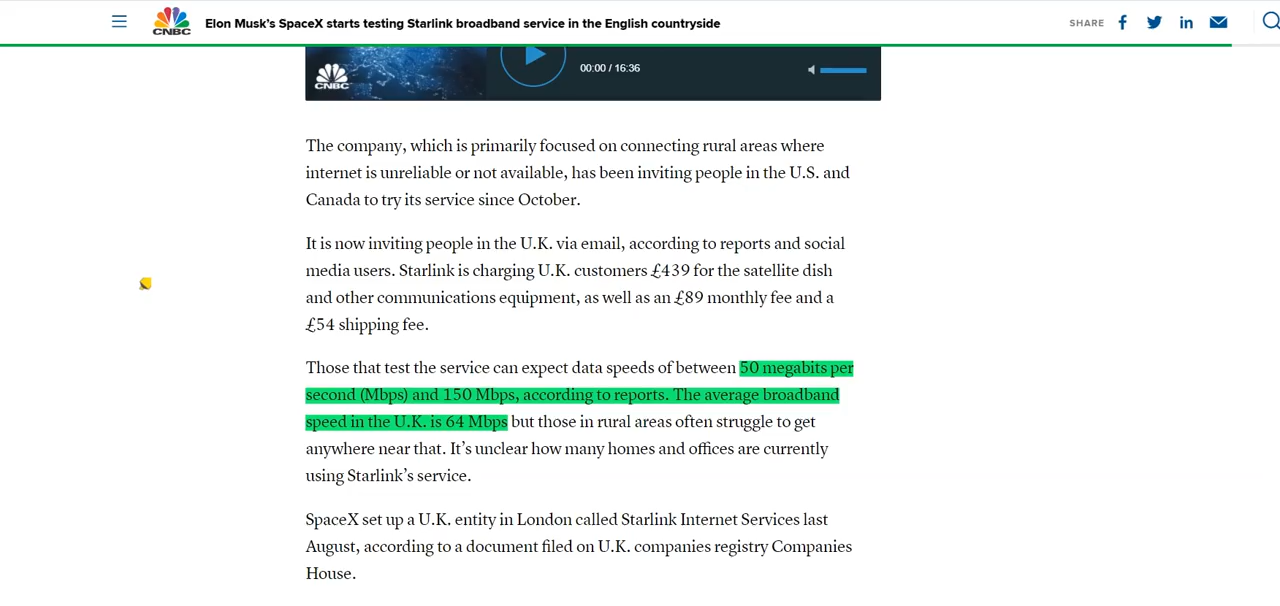 CNBC
Elon Musk's SpaceX starts testing Starlink broadband service in the English countryside
SHARE
CNBC
00:00 / 16:36
The company, which is primarily focused on connecting rural areas where
internet is unreliable or not available, has been inviting people in the U.S. and
Canada to try its service since October.
It is now inviting people in the U.K. via email, according to reports and social
media users. Starlink is charging U.K. customers £439 for the satellite dish
and other communications equipment, as well as an £89 monthly fee and a
£54 shipping fee.
Those that test the service can expect data speeds of between 50 megabits per
second (Mbps) and 150 Mbps, according to reports. The average broadband
speed in the U.K. is 64 Mbps but those in rural areas often struggle to get
anywhere near that. It's unclear how many homes and offices are currently
using Starlink's service.
SpaceX set up a U.K. entity in London called Starlink Internet Services last
August, according to a document filed on U.K. companies registry Companies
House.